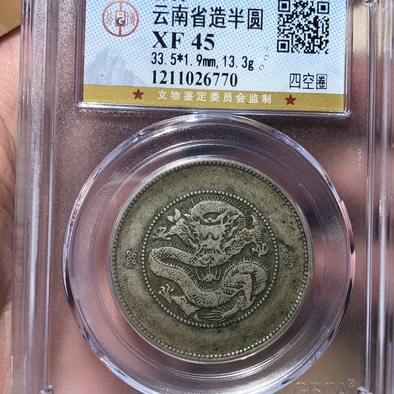 云南省造半圆
XF 45
33.5*1.9mm,13.3g
1211026770
四空圈
★文物鉴定委员会监制★